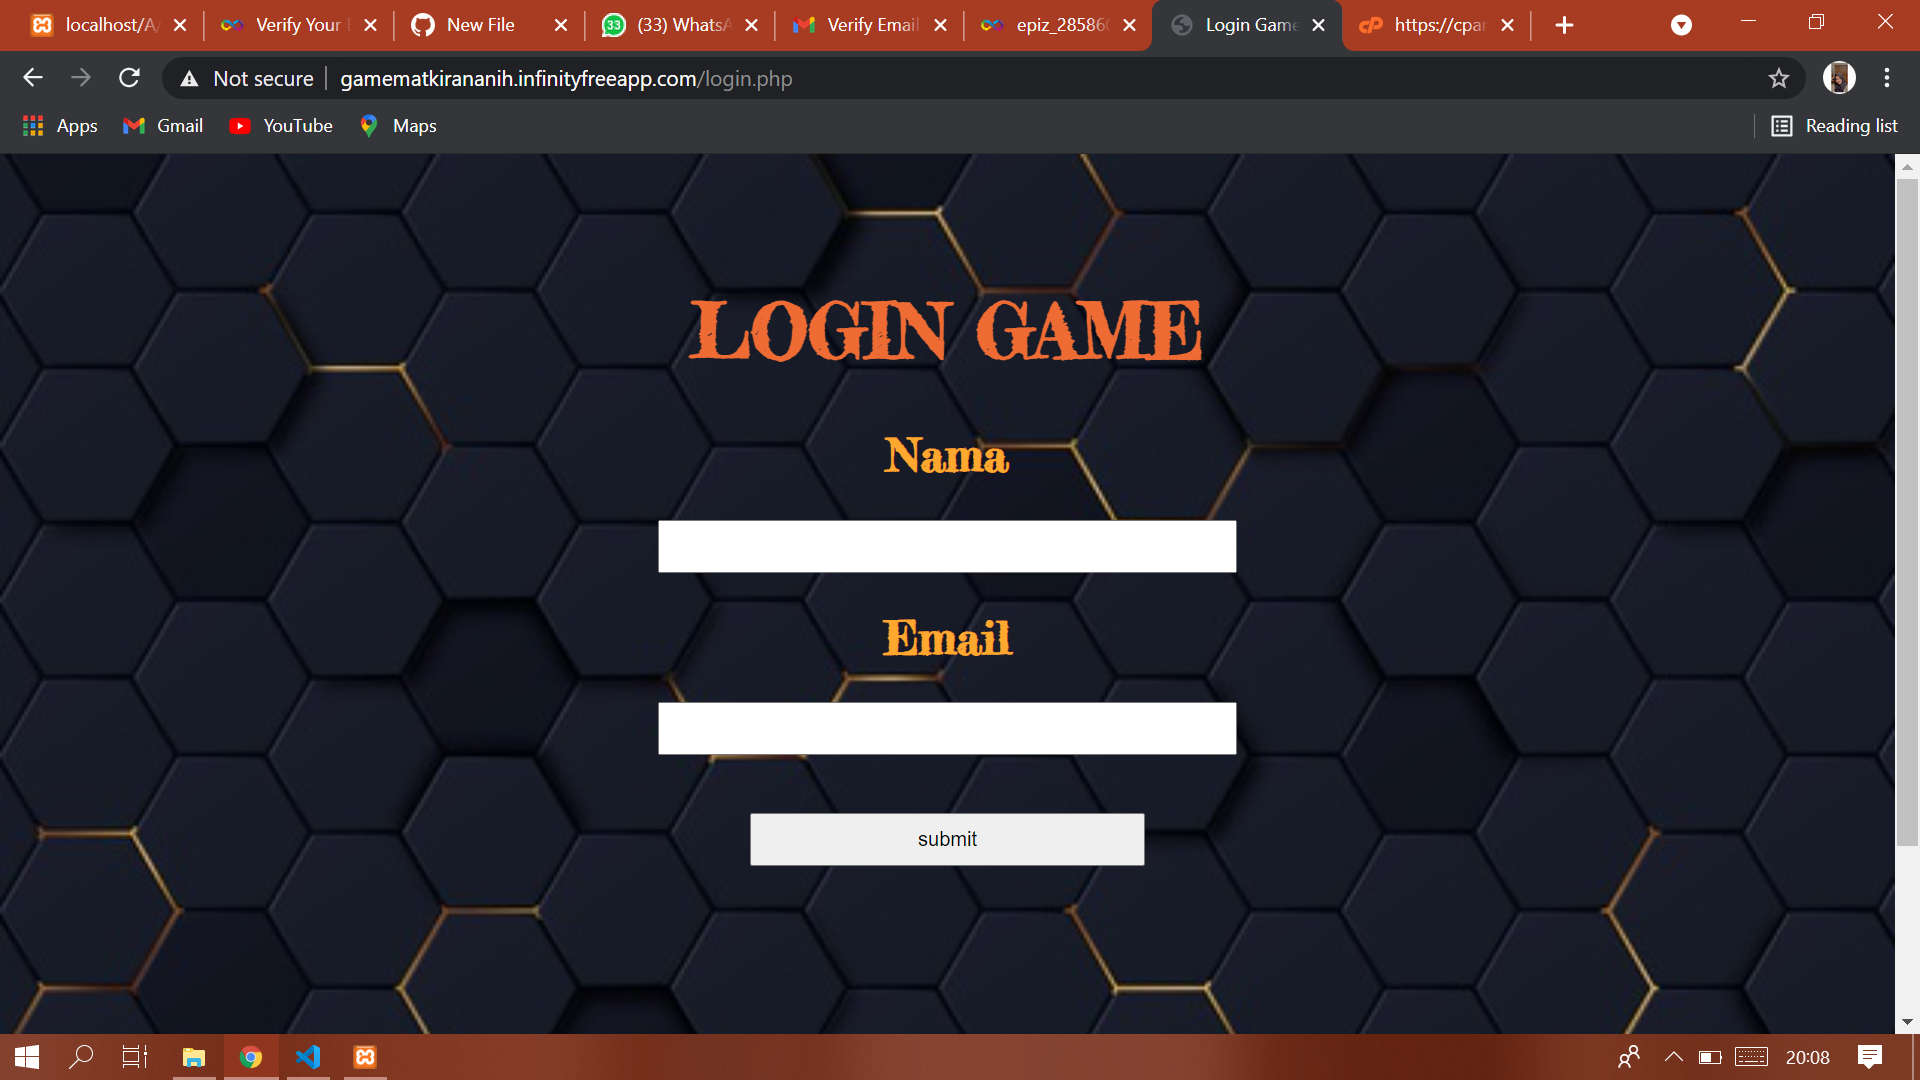 localhost/A/ Verify Your New File (33) WhatsA Verify Email epiz_28586 Login Game https://cpan
Not secure gamematkirananih.infinityfreeapp.com/login.php
Apps Gmail YouTube Maps Reading list
LOGIN GAME
Nama
Email
submit
20:08